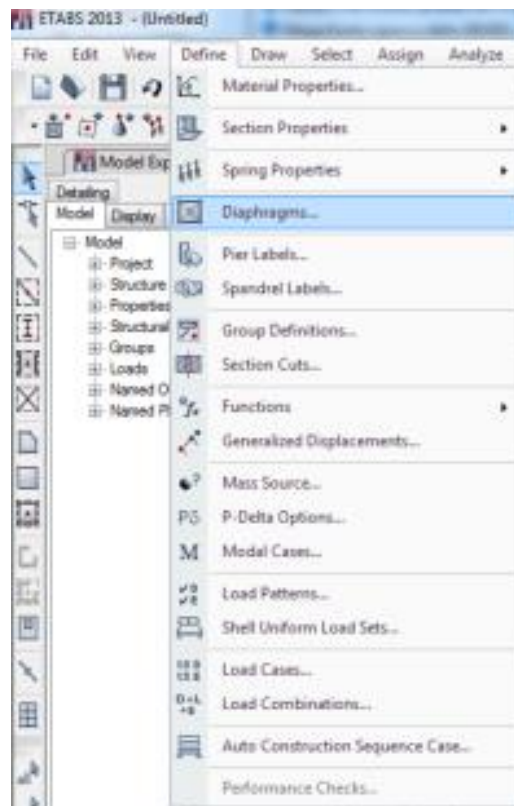 ETABS 2013 - (Untitled)
File Edit View Define Draw Select Assign Analyze
Material Properties...
Section Properties
Model Exp
Spring Properties
Detailing
Model Display
Diaphragms...
Model
Project
Structure
Properties
Structural
Groups
Loads
Named O
Named Pl
Pier Labels...
Spandrel Labels...
Group Definitions...
Section Cuts...
Functions
Generalized Displacements...
Mass Source...
Pδ P-Delta Options...
M Modal Cases...
Load Patterns...
Shell Uniform Load Sets...
Load Cases...
Load Combinations...
Auto Construction Sequence Case...
Performance Checks...